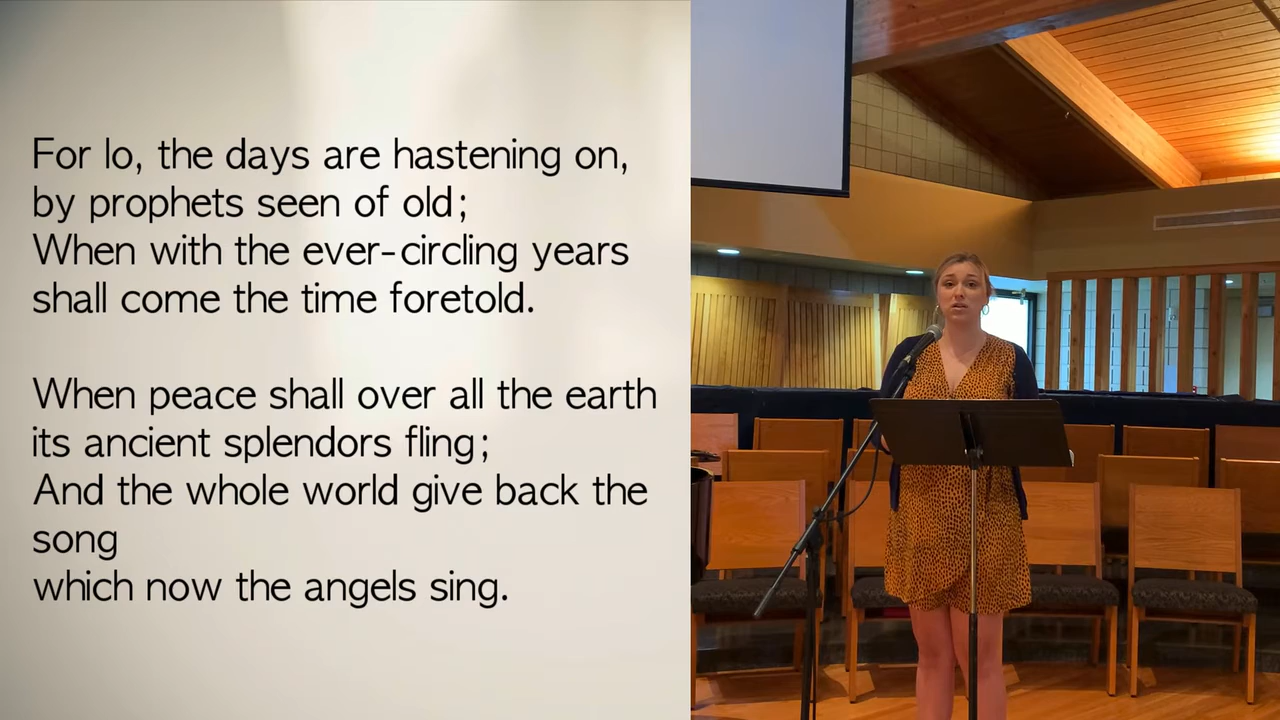 For lo, the days are hastening on,
by prophets seen of old;
When with the ever-circling years
shall come the time foretold.
When peace shall over all the earth
its ancient splendors fling;
And the whole world give back the
song
which now the angels sing.